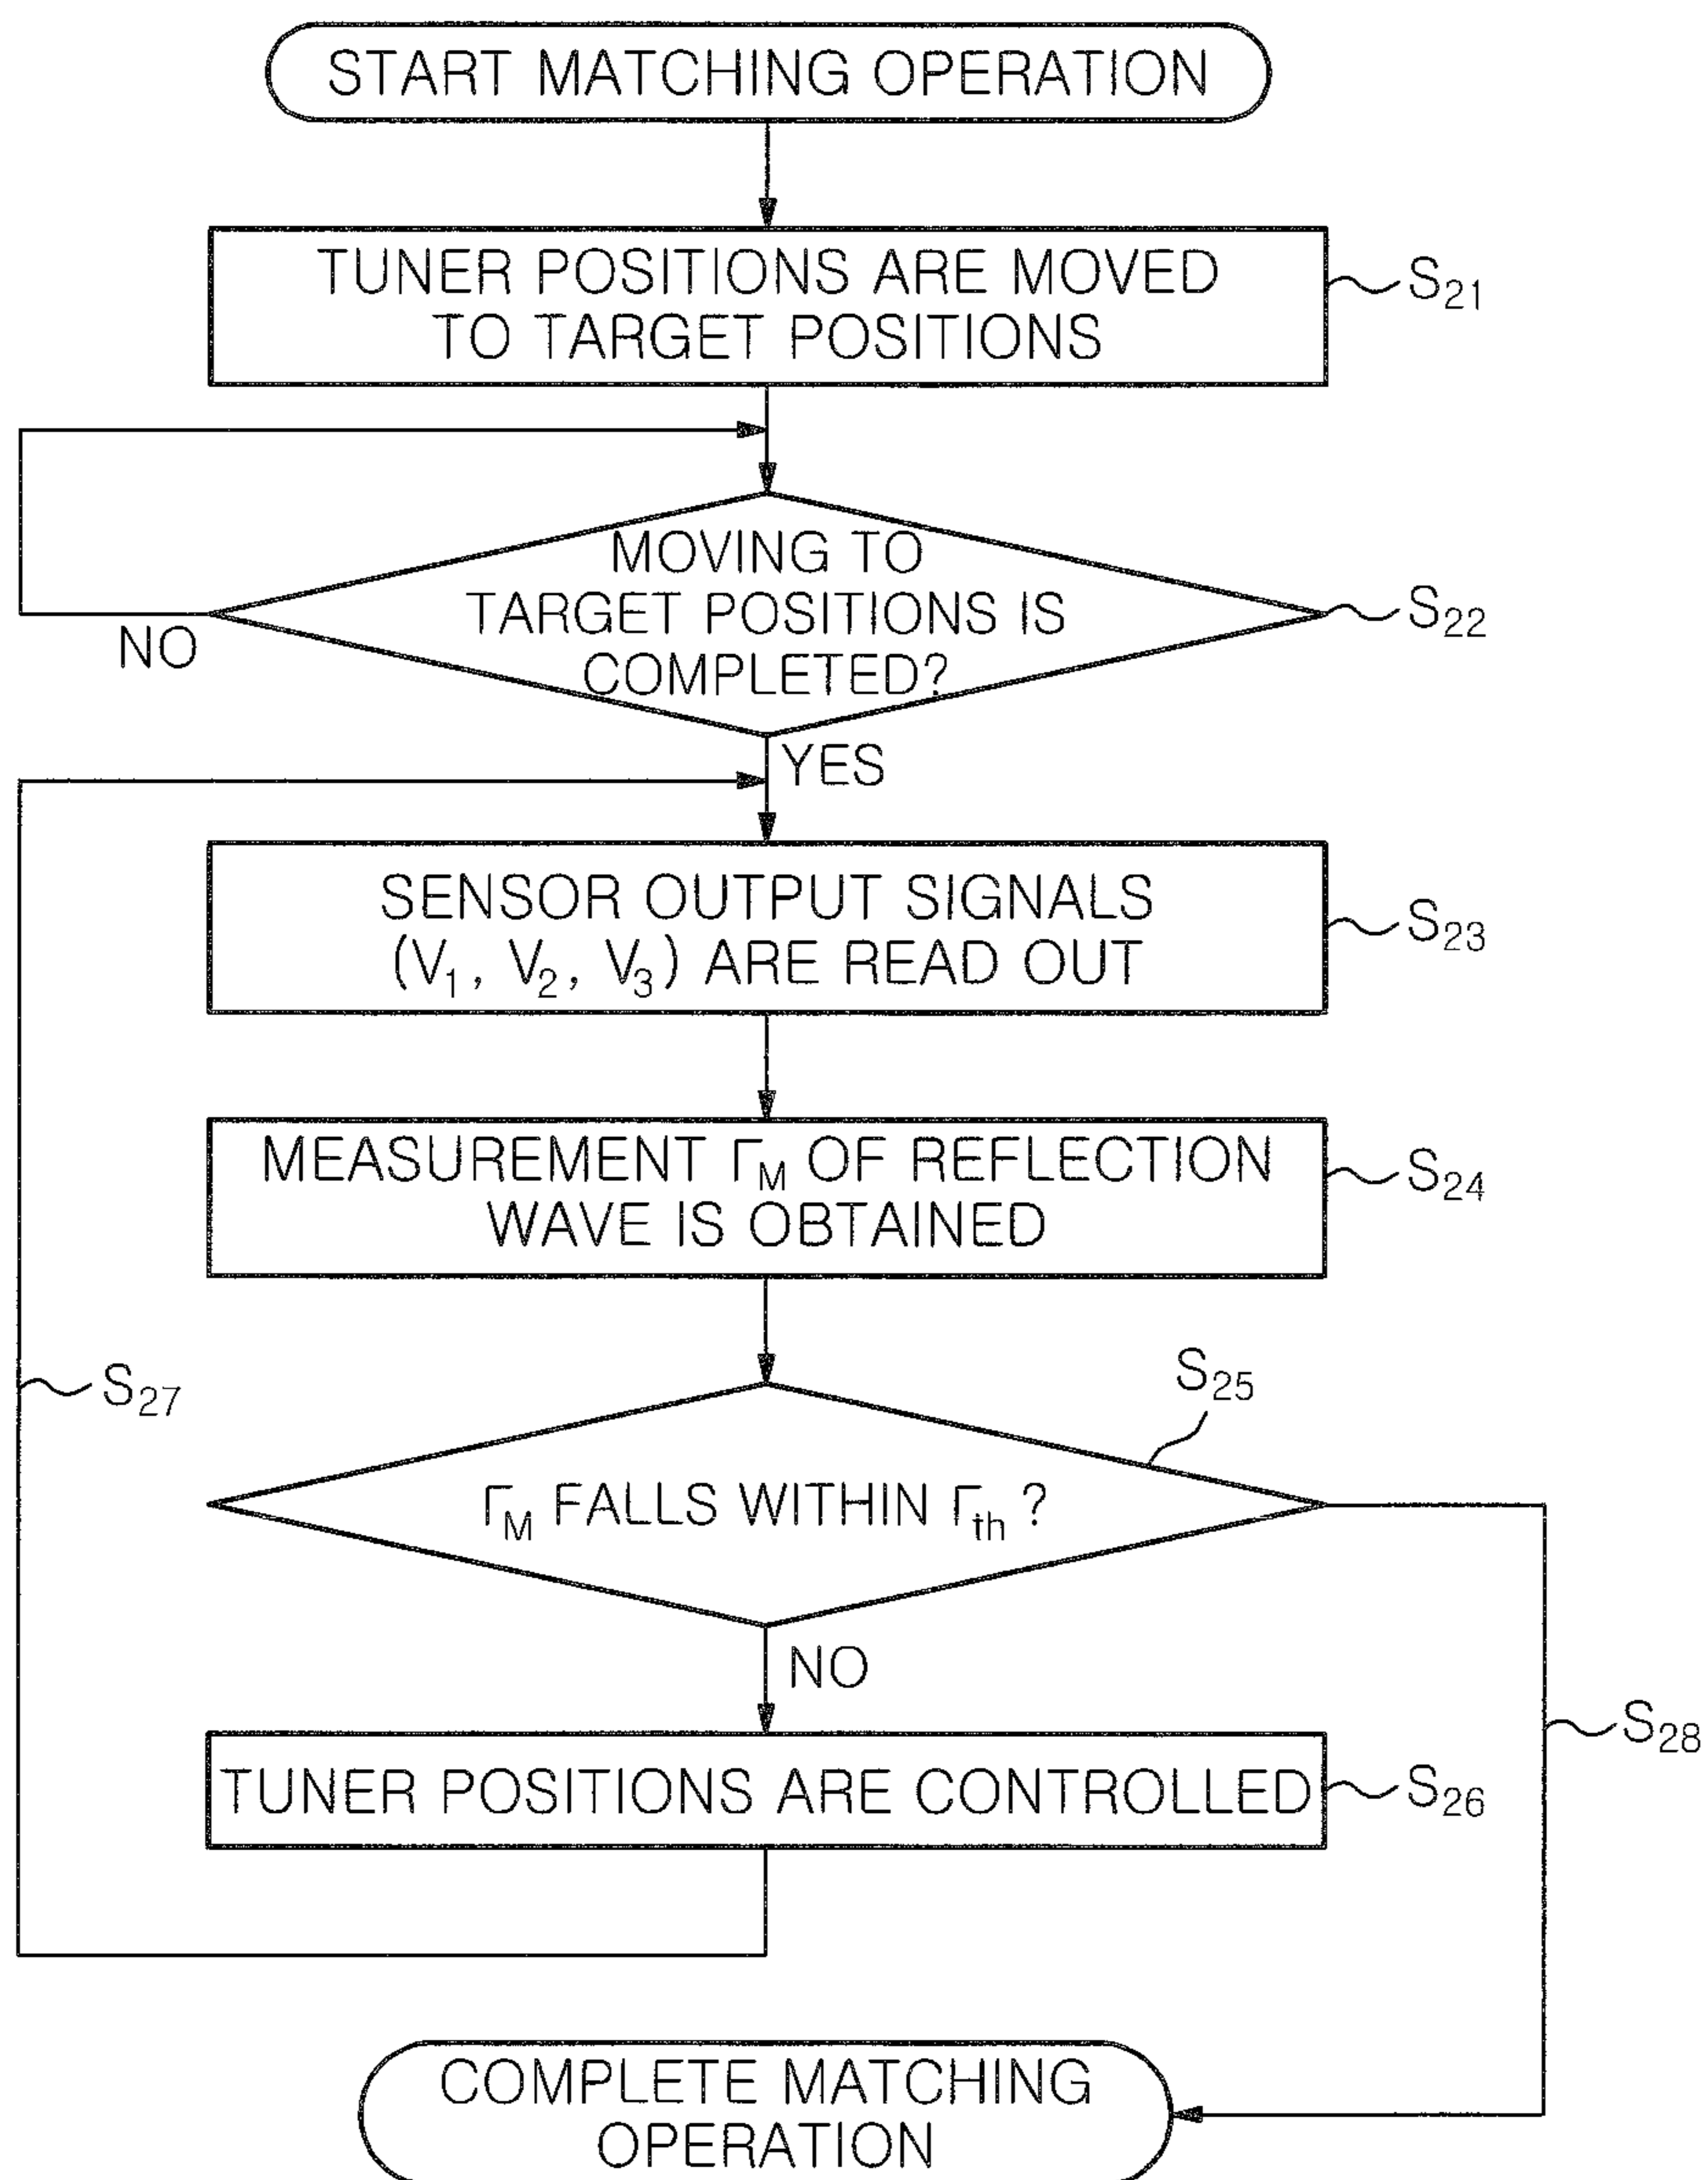 START MATCHING OPERATION
TUNER POSITIONS ARE MOVED
TO TARGET POSITIONS
S21
MOVING TO
TARGET POSITIONS IS
COMPLETED?
S22
NO
YES
SENSOR OUTPUT SIGNALS
(V1, V2, V3) ARE READ OUT
S23
MEASUREMENT ΓM OF REFLECTION
WAVE IS OBTAINED
S24
S27
S25
ΓM FALLS WITHIN Γth ?
NO
S28
TUNER POSITIONS ARE CONTROLLED
S26
COMPLETE MATCHING
OPERATION